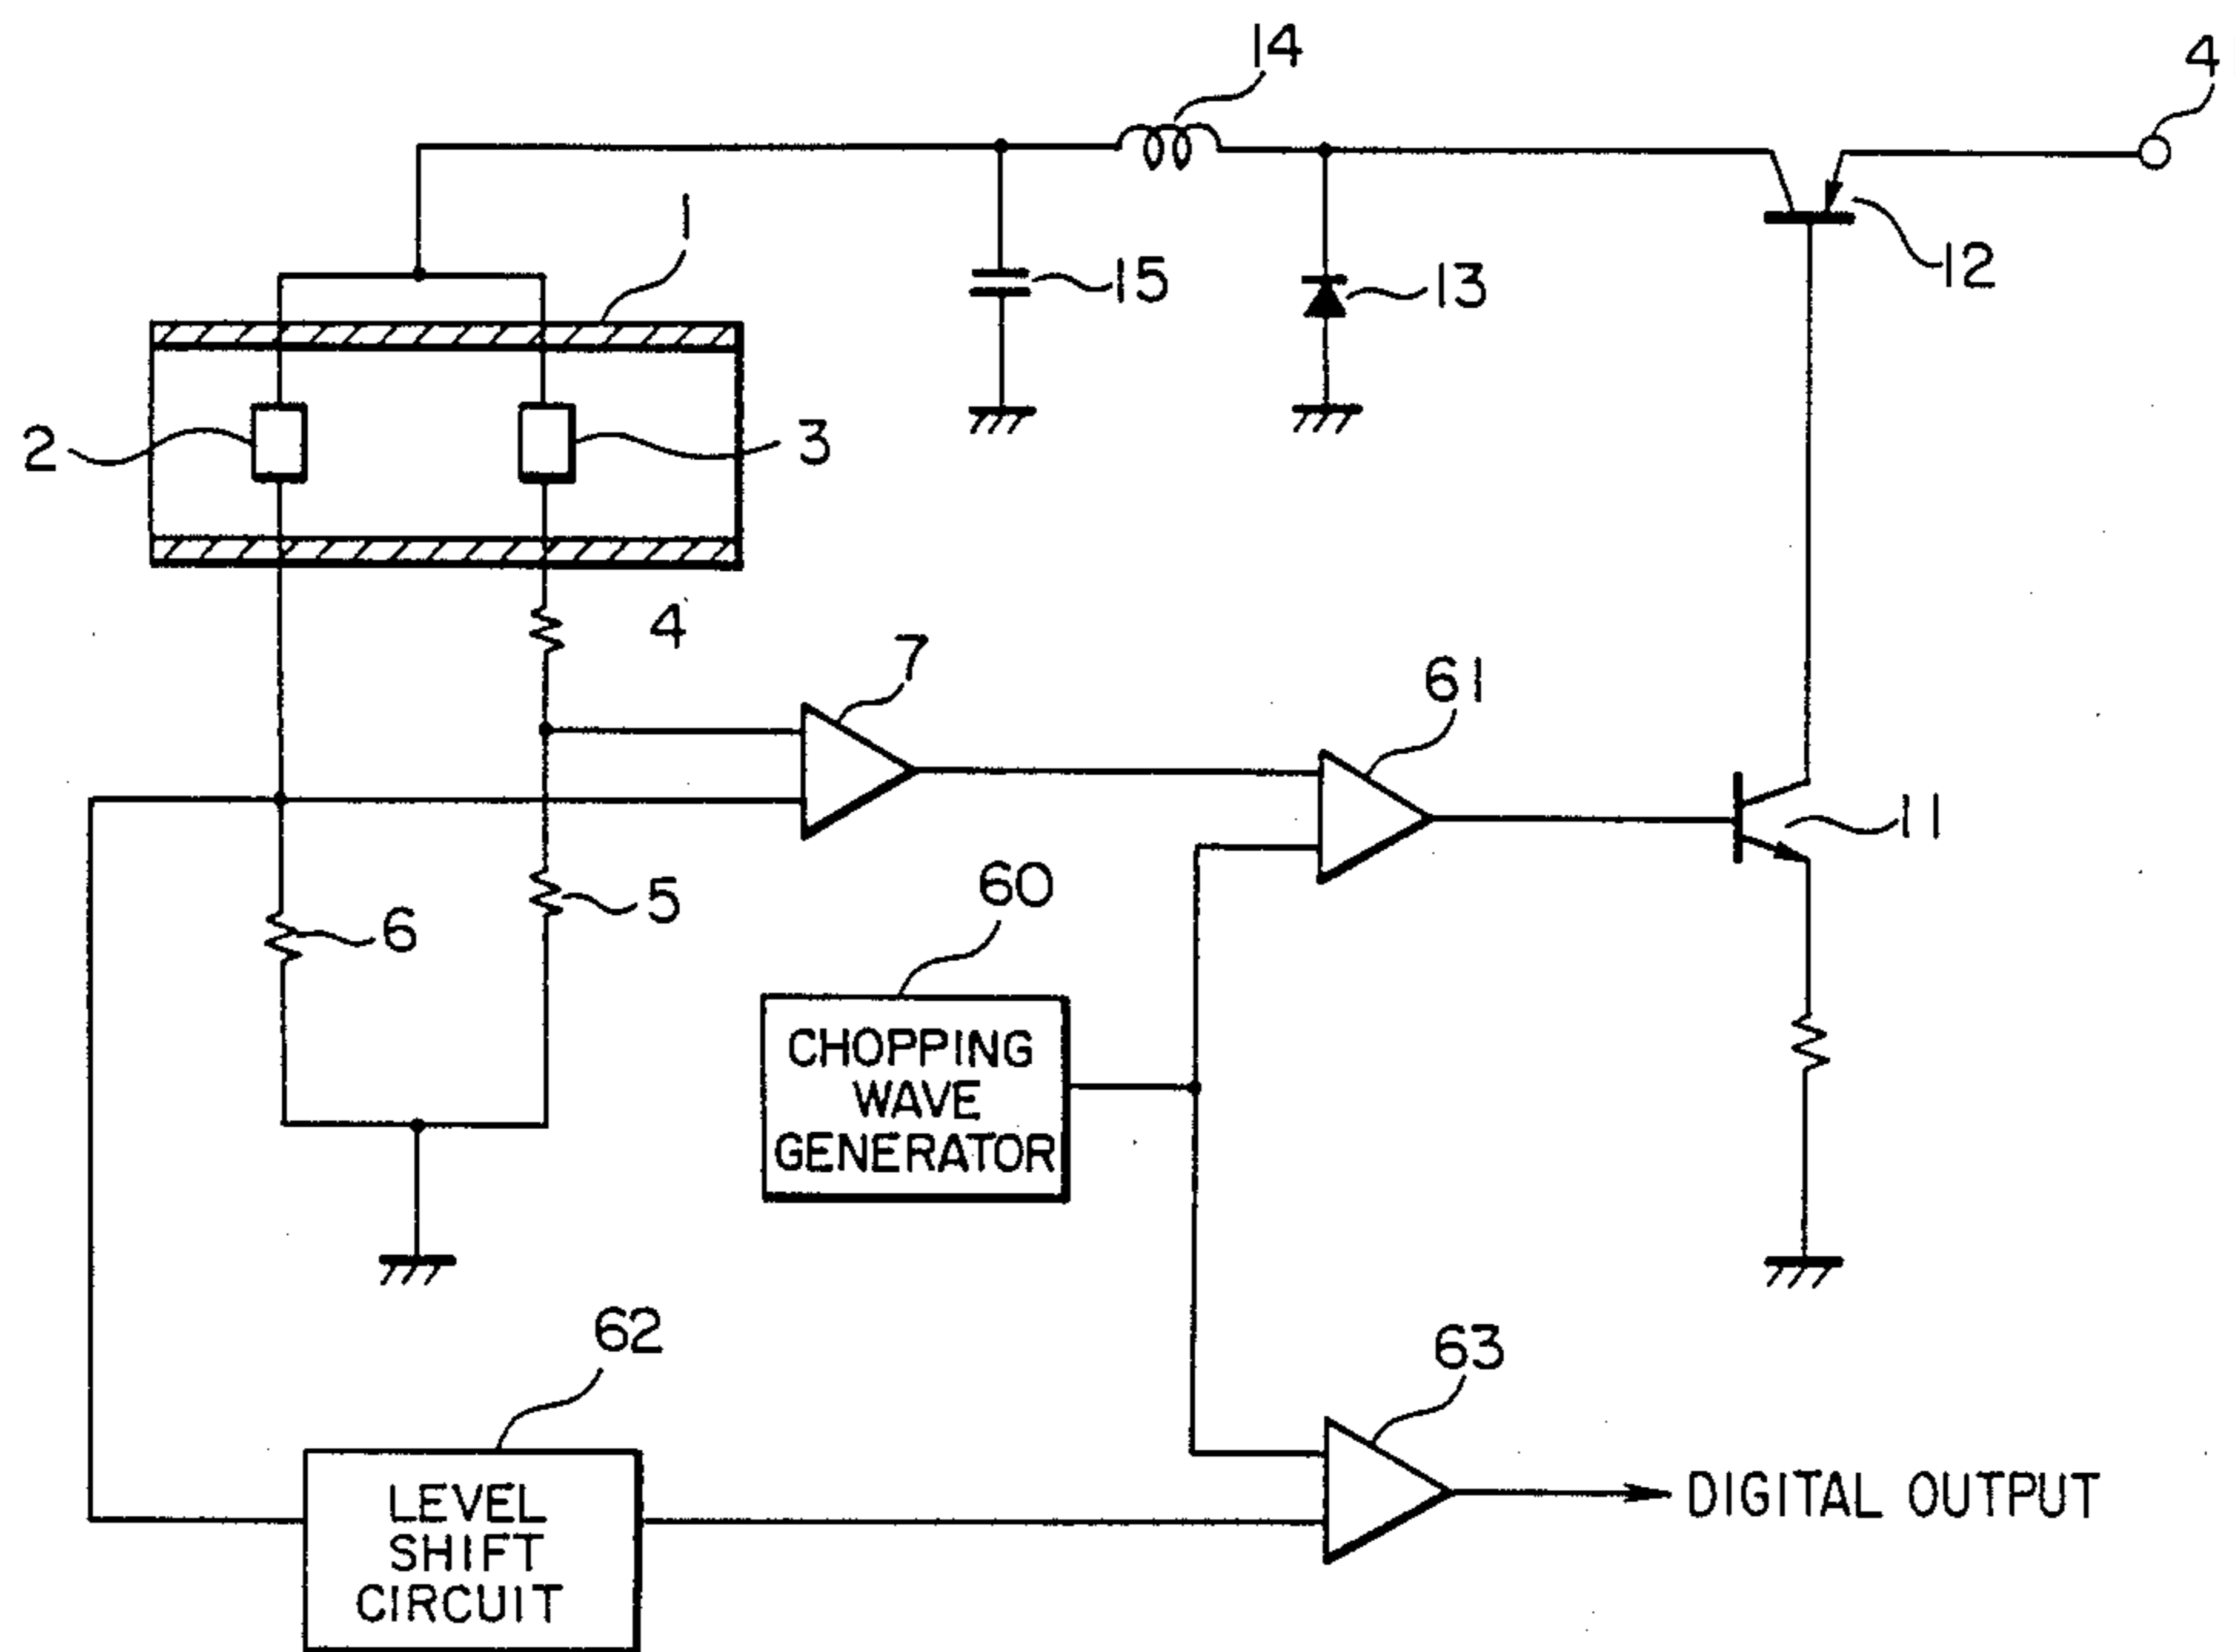 14
4
1
15
13
12
2
3
4
7
61
11
60
5
6
CHOPPING
WAVE
GENERATOR
62
63
LEVEL
SHIFT
CIRCUIT
DIGITAL OUTPUT